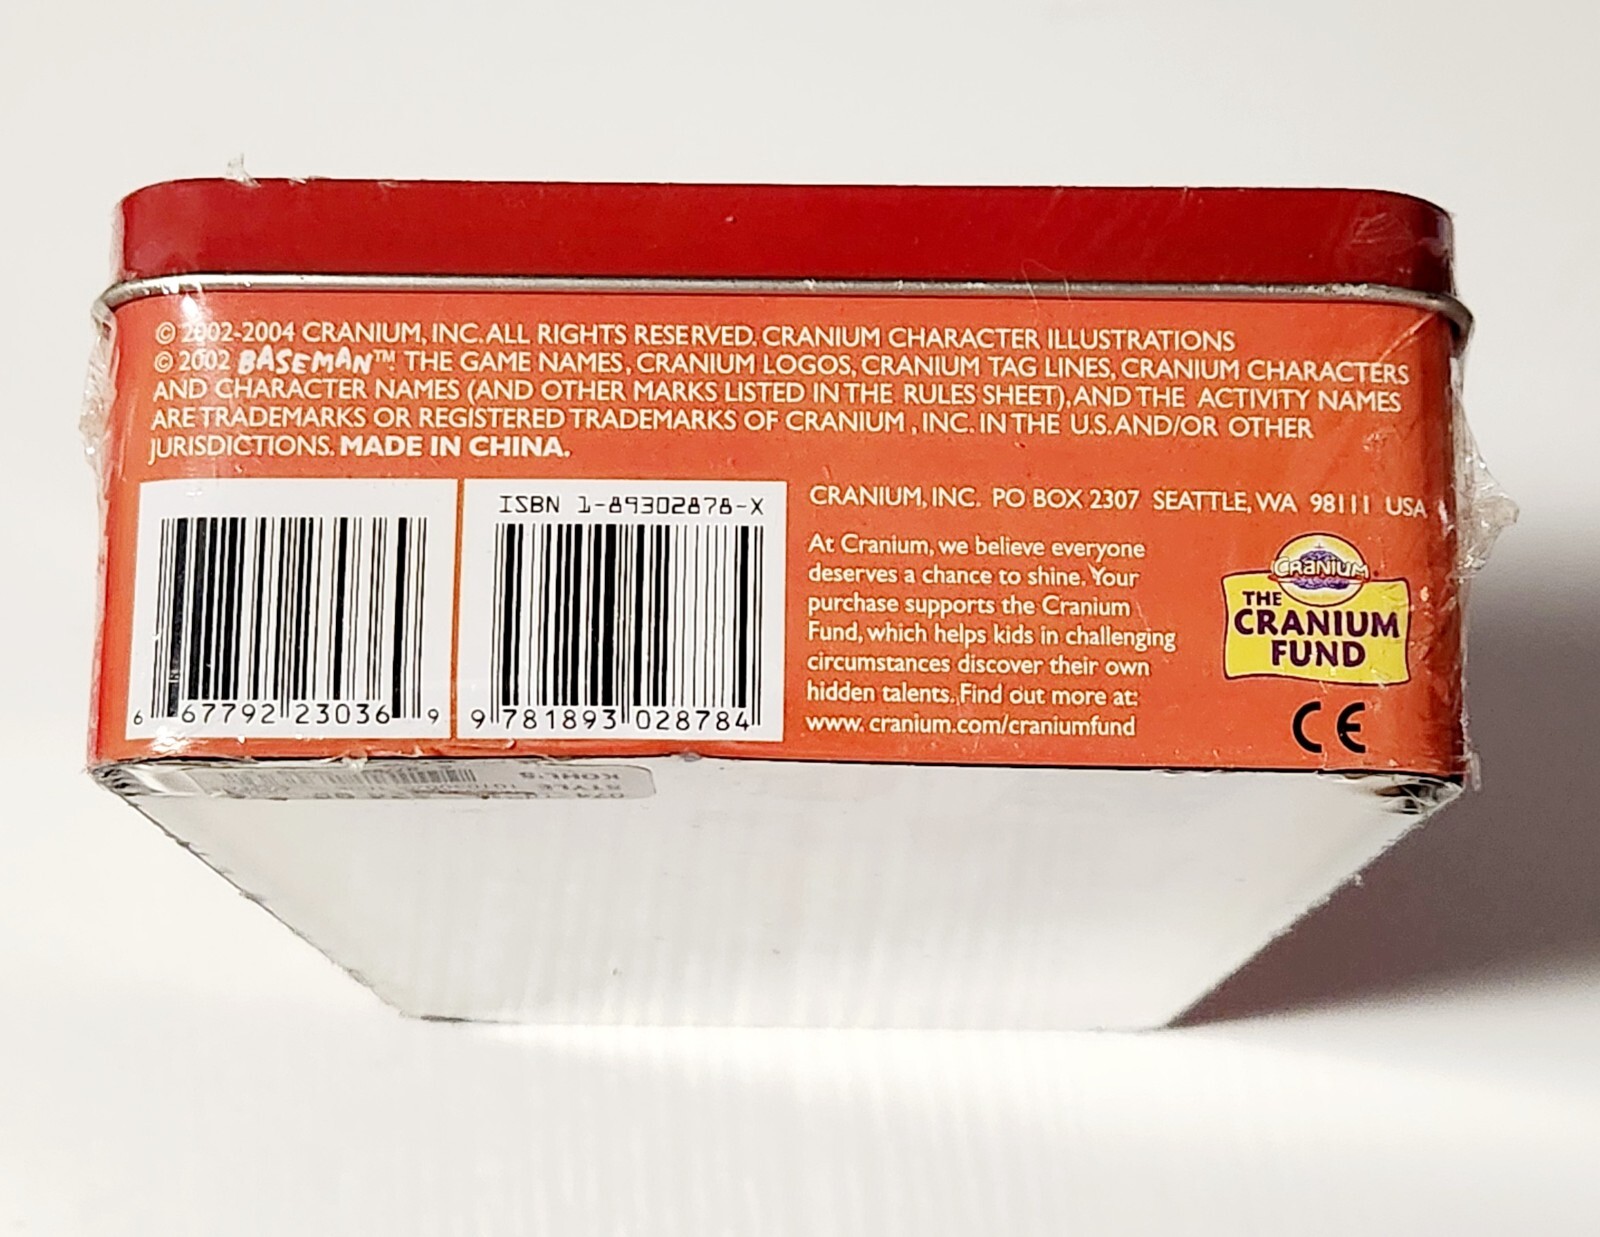 © 2002-2004 CRANIUM, INC. ALL RIGHTS RESERVED. CRANIUM CHARACTER ILLUSTRATIONS
© 2002 BASEMAN™. THE GAME NAMES, CRANIUM LOGOS, CRANIUM TAG LINES, CRANIUM CHARACTERS
AND CHARACTER NAMES (AND OTHER MARKS LISTED IN THE RULES SHEET), AND THE ACTIVITY NAMES
ARE TRADEMARKS OR REGISTERED TRADEMARKS OF CRANIUM, INC. IN THE U.S. AND/OR OTHER
JURISDICTIONS. MADE IN CHINA.
6 67792 23036 9
ISBN 1-89302878-X
9 781893 028784
CRANIUM, INC. PO BOX 2307 SEATTLE, WA 98111 USA
At Cranium, we believe everyone
deserves a chance to shine. Your
purchase supports the Cranium
Fund, which helps kids in challenging
circumstances discover their own
hidden talents. Find out more at:
www. cranium.com/craniumfund
CRANIUM
THE
CRANIUM
FUND
CE
KOHL'S
STYLE